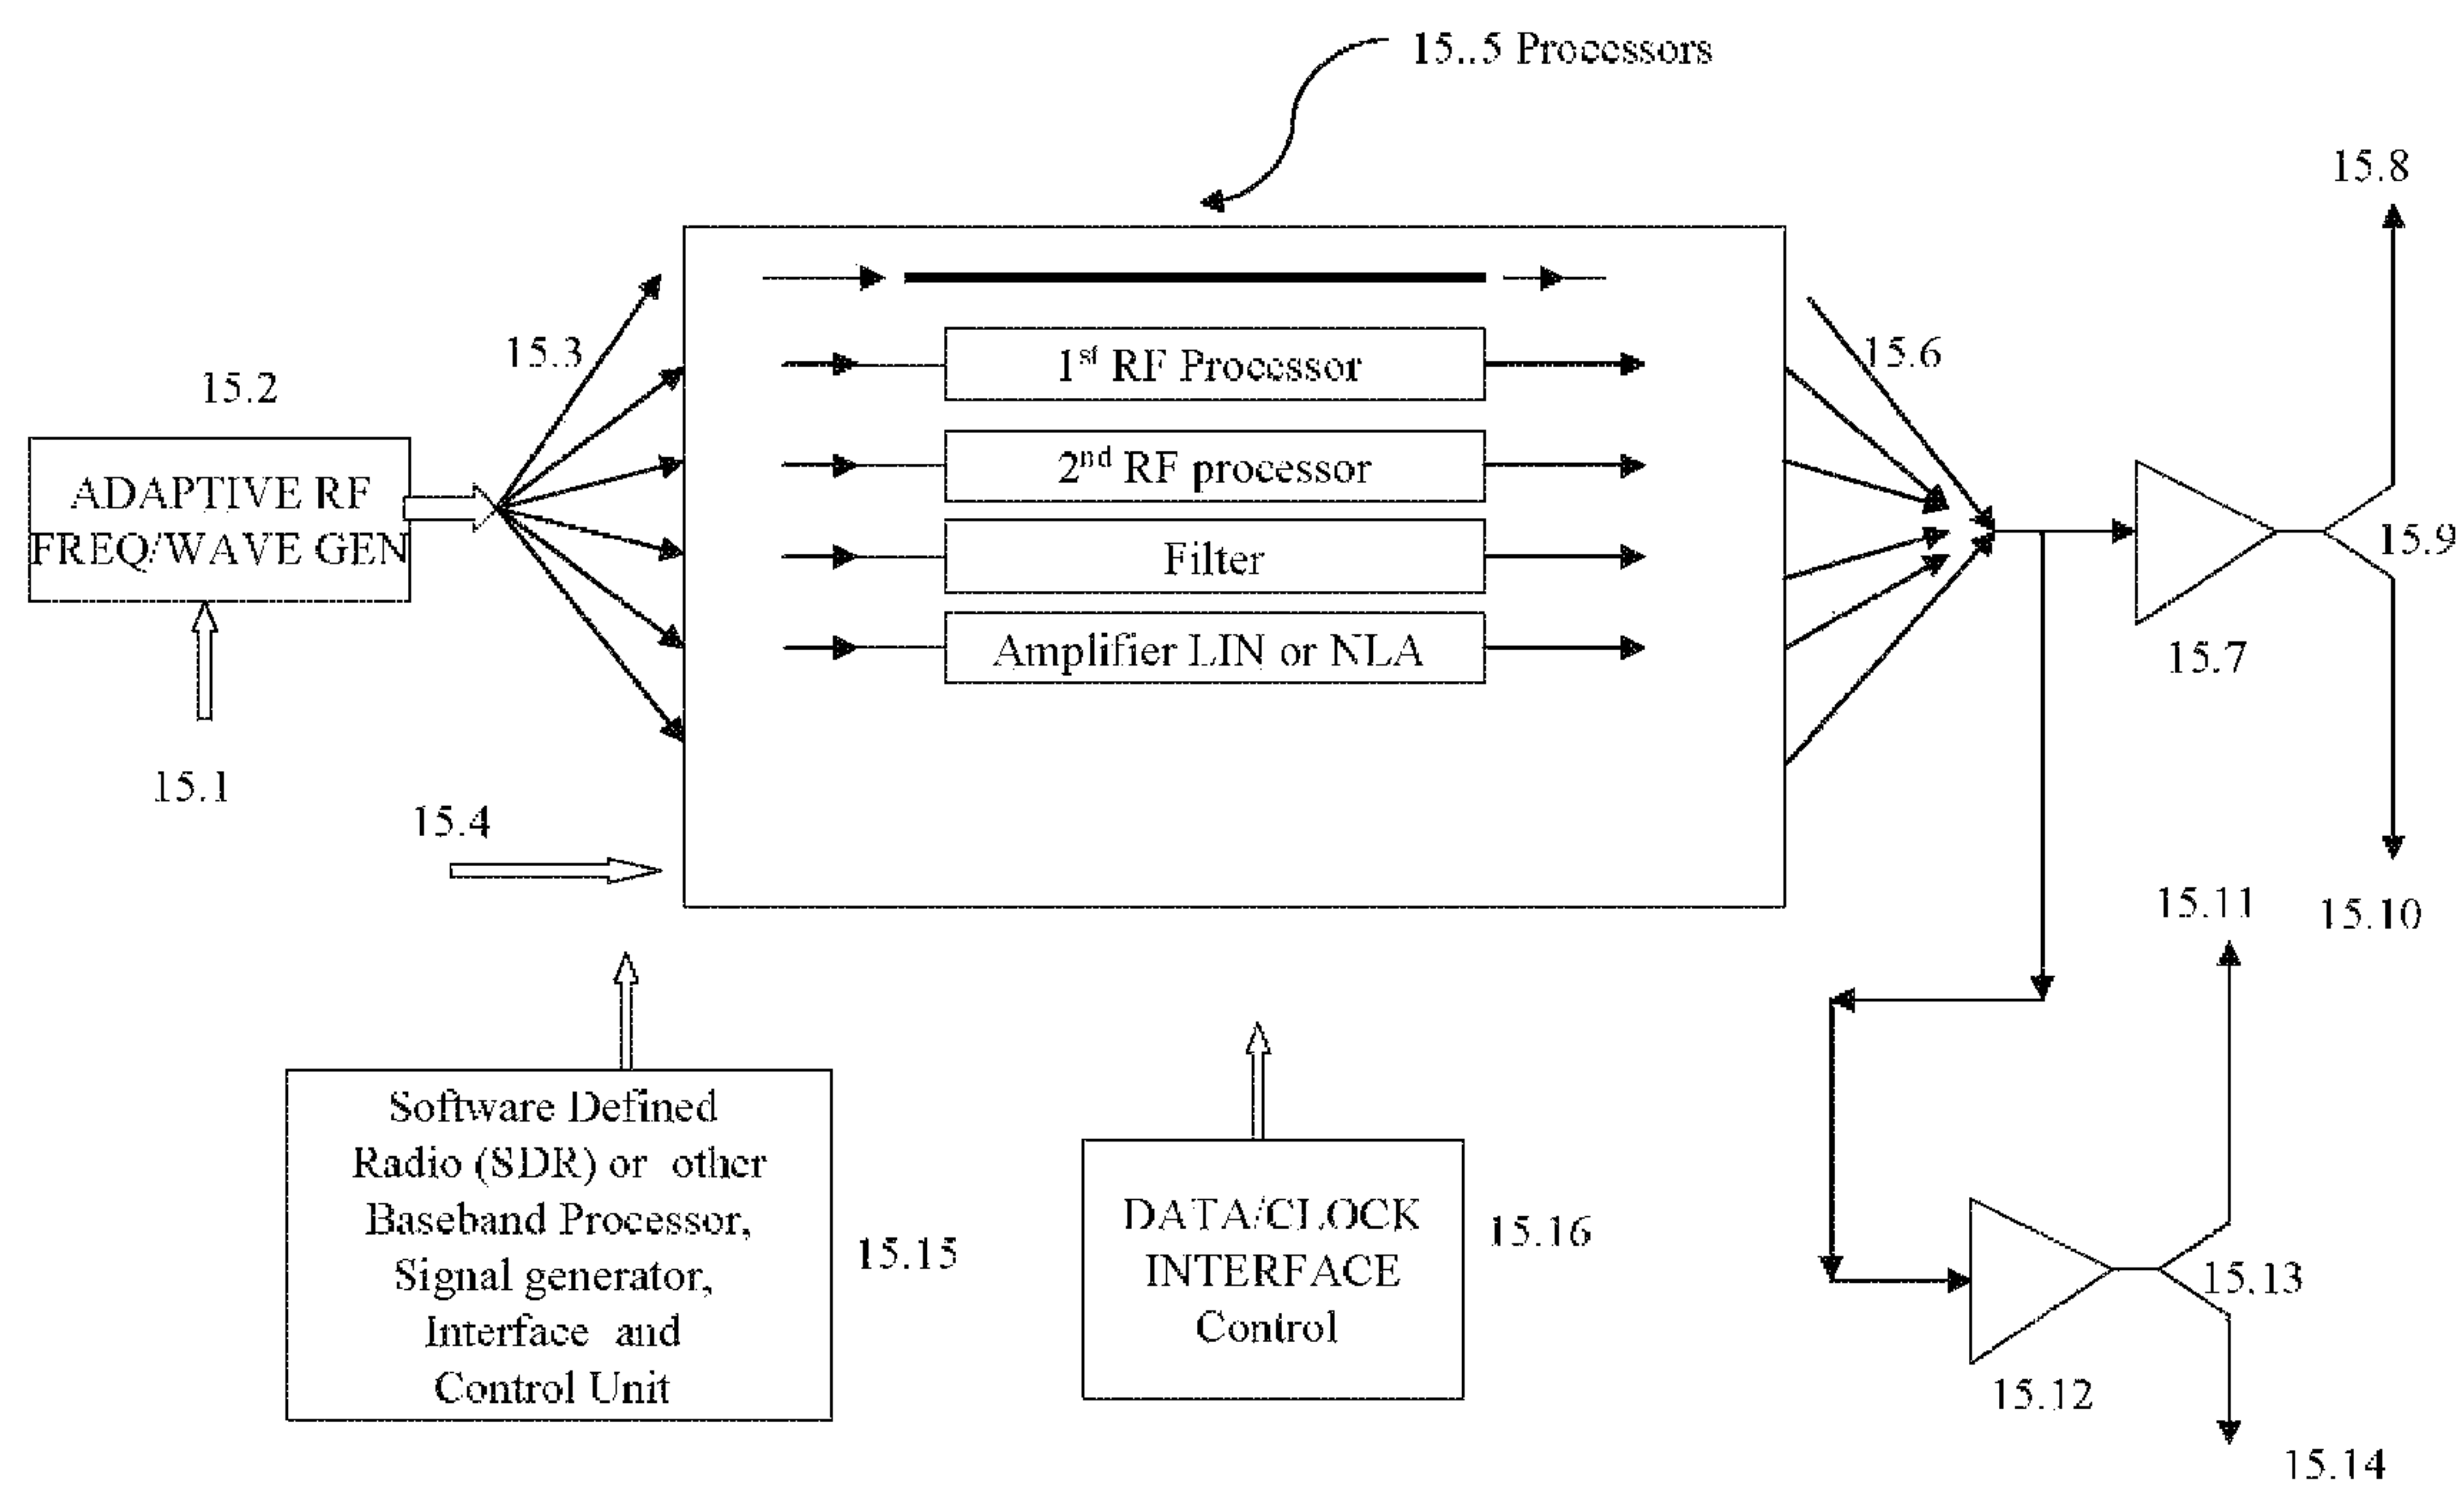 15..5 Processors
15.8
15.3
15.6
1st RF Processor
15.2
2nd RF processor
ADAPTIVE RF
FREQ/WAVE GEN
15.9
Filter
Amplifier LIN or NLA
15.7
15.1
15.4
15.11
15.10
Software Defined
Radio (SDR) or other
Baseband Processor,
Signal generator,
Interface and
Control Unit
15.15
DATA/CLOCK
INTERFACE
Control
15.16
15.13
15.12
15.14